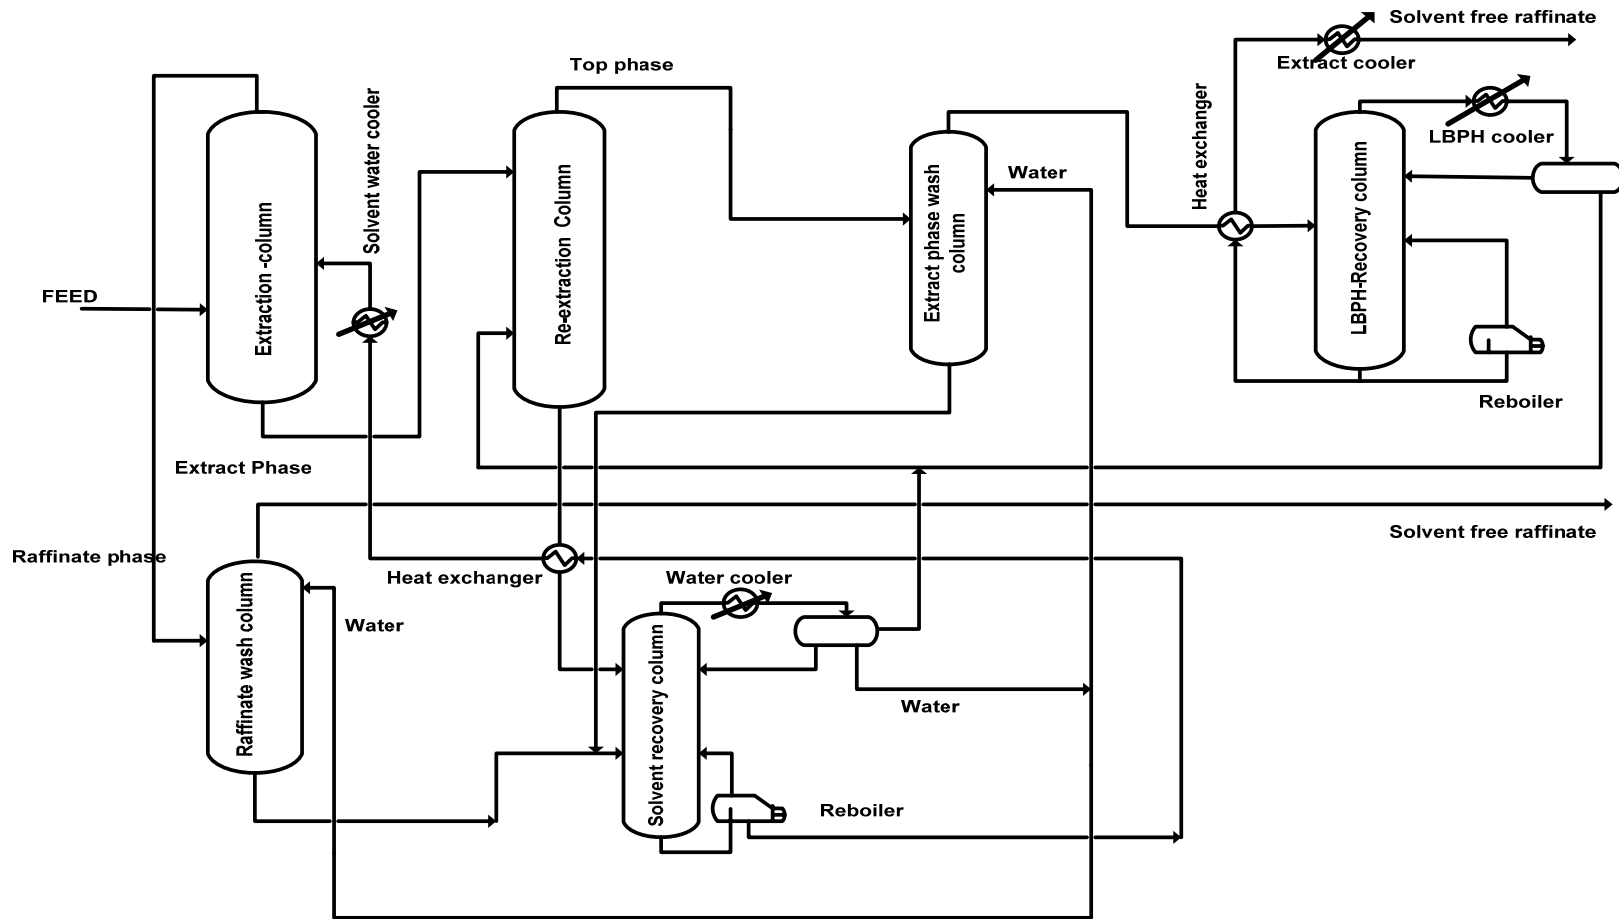 Solvent free raffinate
Top phase
Extract cooler
Solvent water cooler
Heat exchanger
LBPH cooler
Water
Extraction -column
Re-extraction Column
Extract phase wash
column
LBPH-Recovery column
FEED
Reboiler
Extract Phase
Solvent free raffinate
Raffinate phase
Heat exchanger
Water cooler
Raffinate wash column
Water
Solvent recovery column
Water
Reboiler